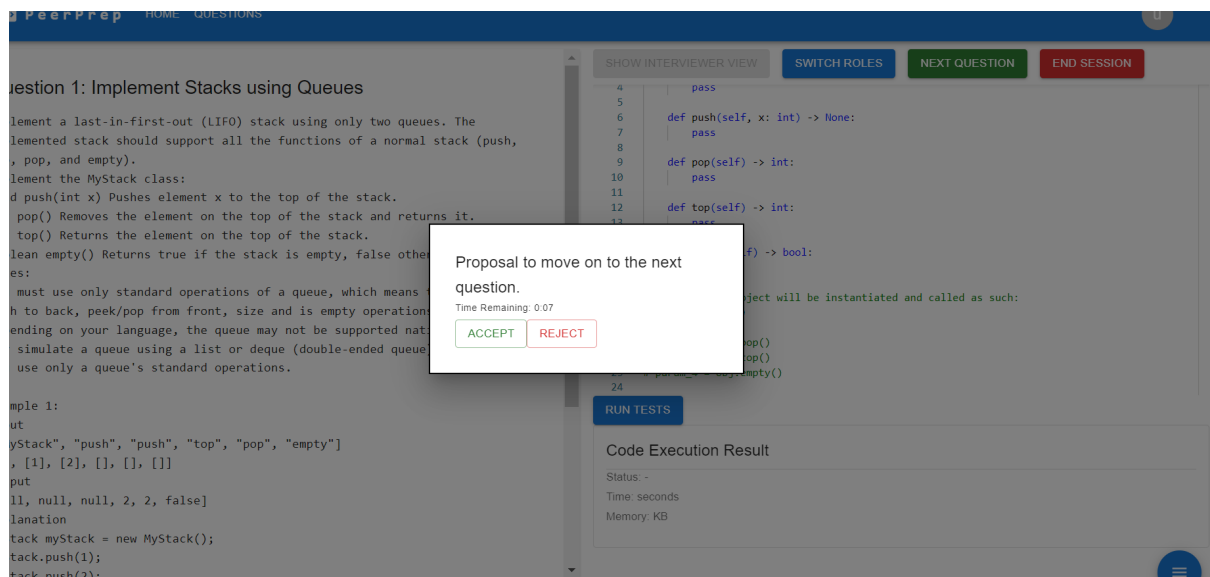 PeerPrep HOME QUESTIONS
u
SHOW INTERVIEWER VIEW SWITCH ROLES NEXT QUESTION END SESSION
uestion 1: Implement Stacks using Queues
lement a last-in-first-out (LIFO) stack using only two queues. The
lemented stack should support all the functions of a normal stack (push,
, pop, and empty).
lement the MyStack class:
d push(int x) Pushes element x to the top of the stack.
pop() Removes the element on the top of the stack and returns it.
top() Returns the element on the top of the stack.
lean empty() Returns true if the stack is empty, false other
es:
must use only standard operations of a queue, which means
h to back, peek/pop from front, size and is empty operation
ending on your language, the queue may not be supported nat
simulate a queue using a list or deque (double-ended queue
use only a queue's standard operations.
mple 1:
ut
yStack", "push", "push", "top", "pop", "empty"]
, [1], [2], [], [], []]
put
ll, null, null, 2, 2, false]
lanation
tack myStack = new MyStack();
tack.push(1);
tack.push(2);
4 pass
5
6 def push(self, x: int) -> None:
7 pass
8
9 def pop(self) -> int:
10 pass
11
12 def top(self) -> int:
13 pass
f) -> bool:
ject will be instantiated and called as such:
pop()
top()
empty()
24
Proposal to move on to the next
question.
Time Remaining: 0:07
ACCEPT REJECT
RUN TESTS
Code Execution Result
Status: -
Time: seconds
Memory: KB